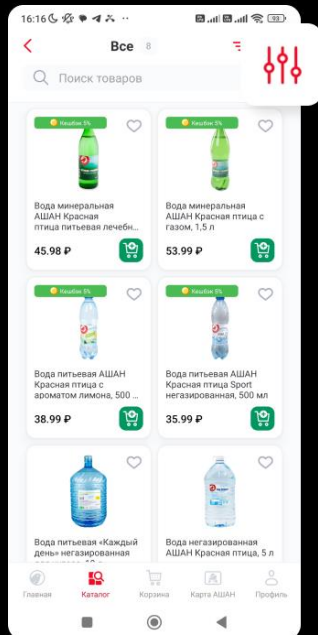 16:16
Все 8
Поиск товаров
Кешбэк 5%
Кешбэк 5%
Вода минеральная
АШАН Красная
птица питьевая лечебн...
45.98 ₽
Вода минеральная
АШАН Красная птица с
газом, 1,5 л
53.99 ₽
Кешбэк 5%
Кешбэк 5%
Вода питьевая АШАН
Красная птица с
ароматом лимона, 500 ...
38.99 ₽
Вода питьевая АШАН
Красная птица Sport
негазированная, 500 мл
35.99 ₽
Вода питьевая «Каждый
день» негазированная
Вода негазированная
АШАН Красная птица, 5 л
Главная
Каталог
Корзина
Карта АШАН
Профиль